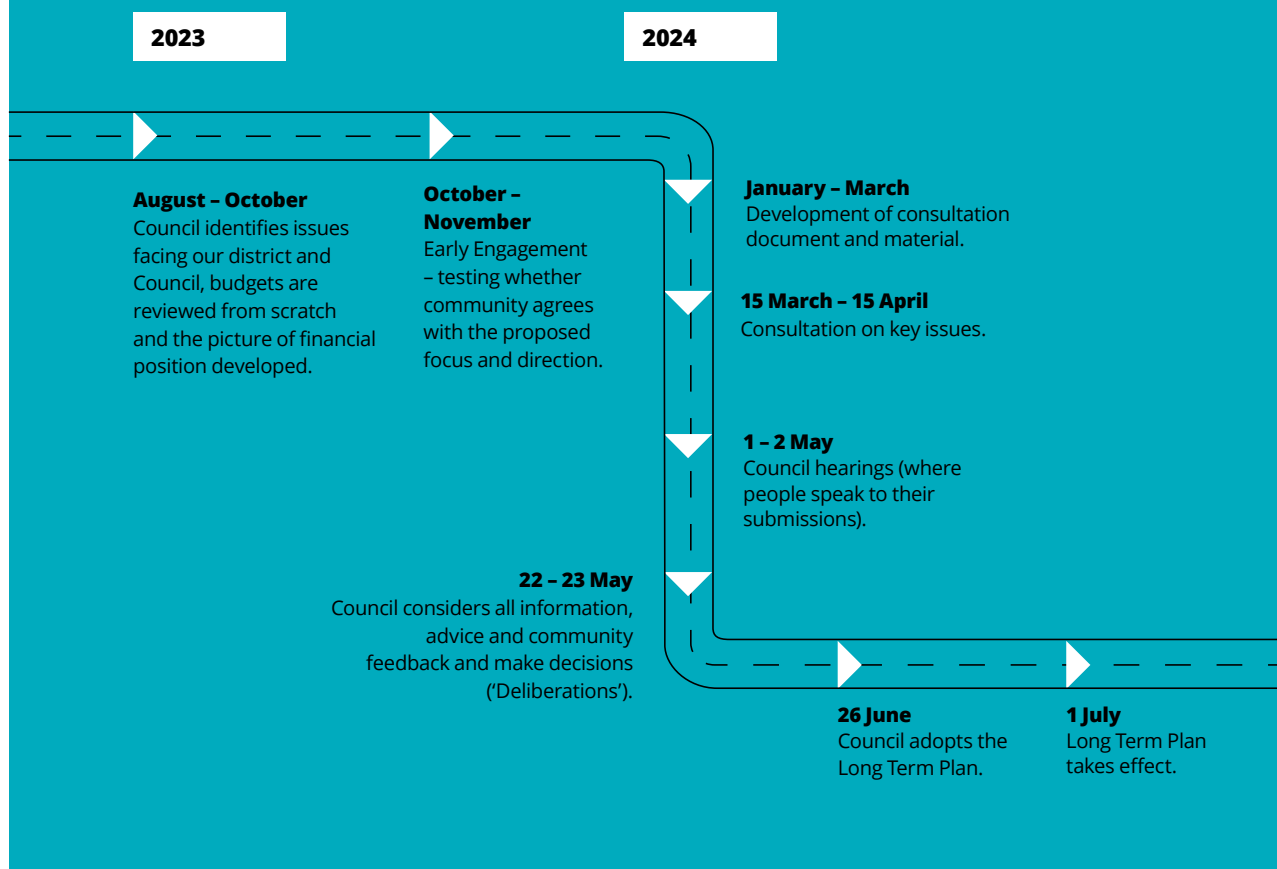 2023
2024
August – October
Council identifies issues
facing our district and
Council, budgets are
reviewed from scratch
and the picture of financial
position developed.
October –
November
Early Engagement
– testing whether
community agrees
with the proposed
focus and direction.
January – March
Development of consultation
document and material.
15 March – 15 April
Consultation on key issues.
1 – 2 May
Council hearings (where
people speak to their
submissions).
22 – 23 May
Council considers all information,
advice and community
feedback and make decisions
(‘Deliberations’).
26 June
Council adopts the
Long Term Plan.
1 July
Long Term Plan
takes effect.